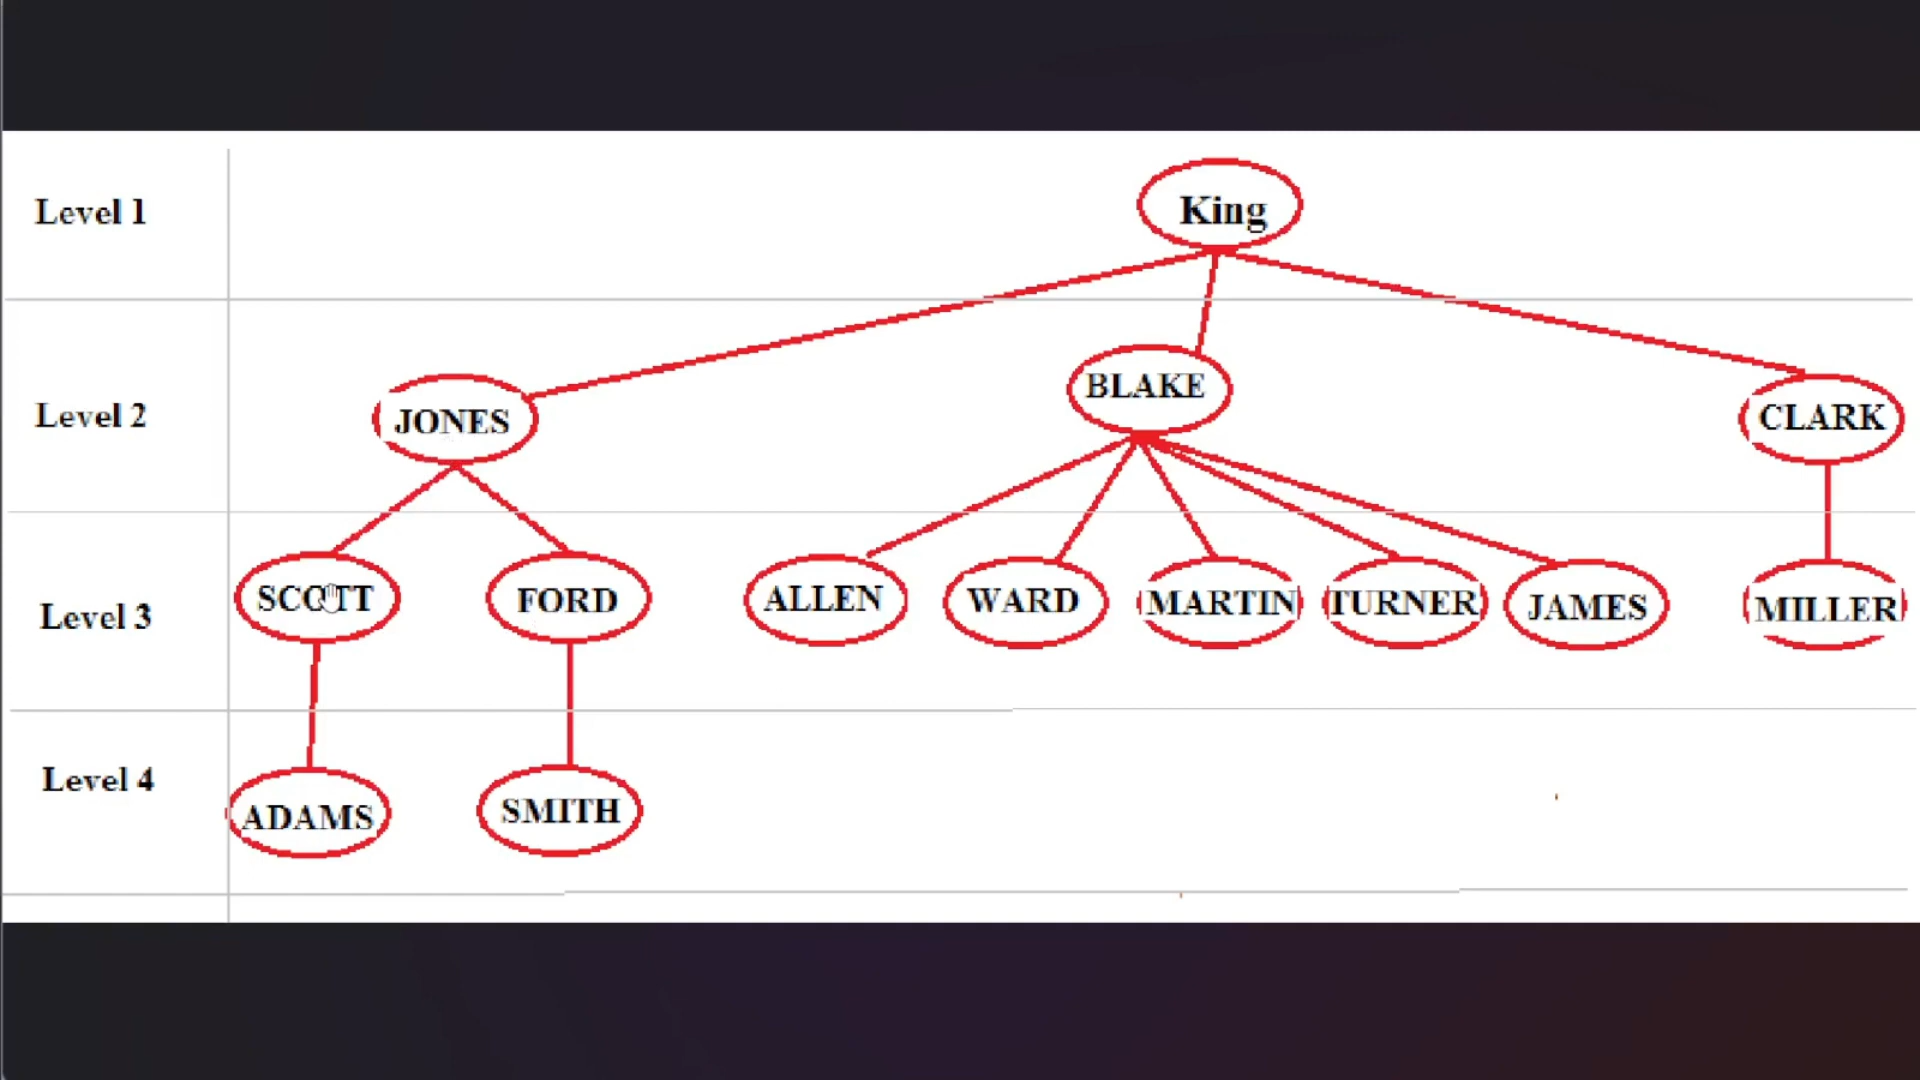 Level 1
King
Level 2
JONES
BLAKE
CLARK
Level 3
SCOTT
FORD
ALLEN
WARD
MARTIN
TURNER
JAMES
MILLER
Level 4
ADAMS
SMITH